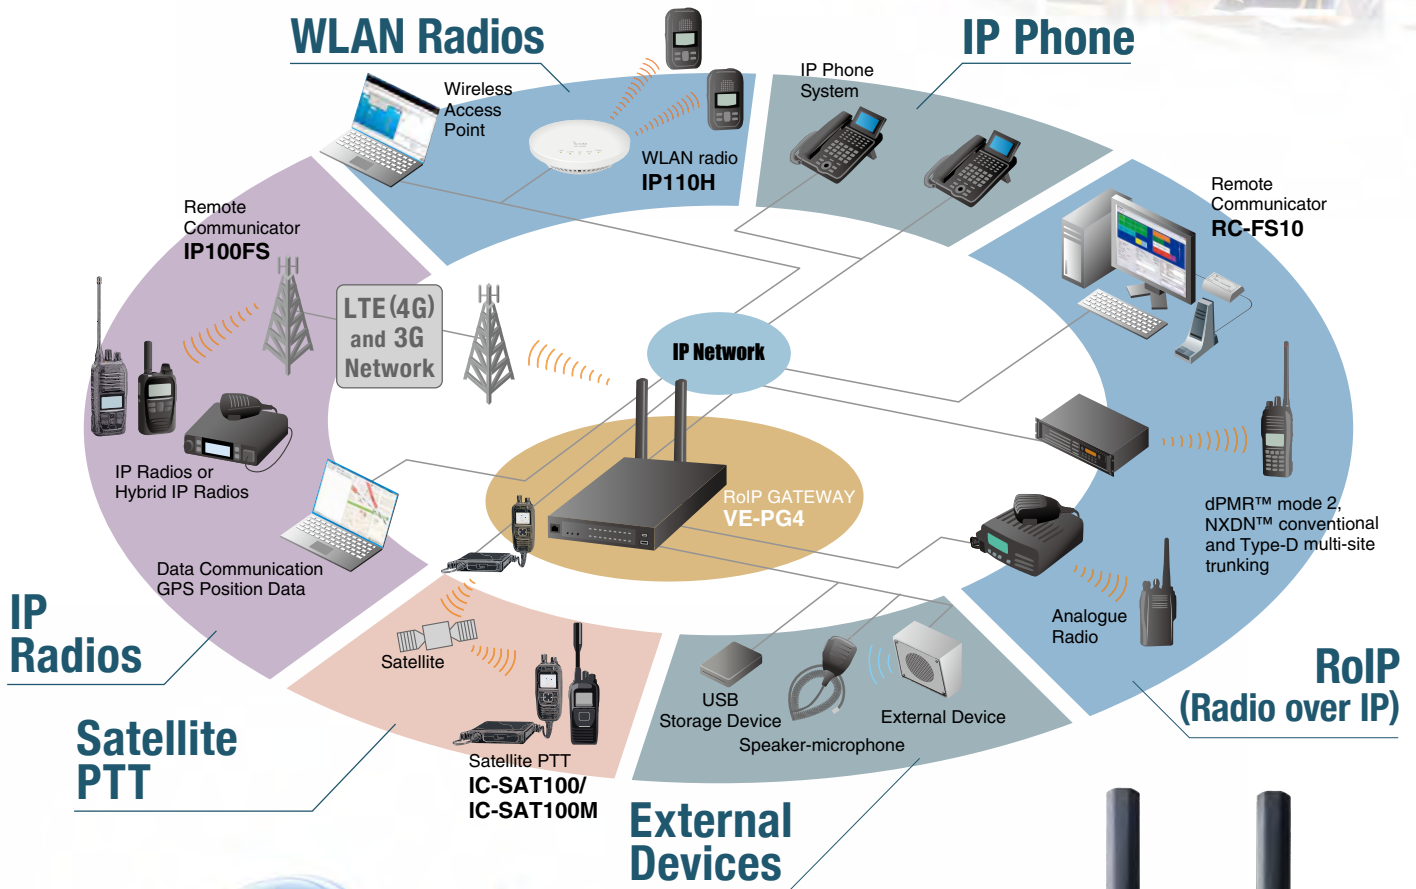 WLAN Radios
IP Phone
Wireless
Access
Point
IP Phone
System
WLAN radio
IP110H
Remote
Communicator
IP100FS
Remote
Communicator
RC-FS10
LTE(4G)
and 3G
Network
IP Network
IP Radios or
Hybrid IP Radios
RoIP GATEWAY
VE-PG4
dPMR™ mode 2,
NXDN™ conventional
and Type-D multi-site
trunking
Data Communication
GPS Position Data
Analogue
Radio
IP
Radios
Satellite
RoIP
(Radio over IP)
USB
Storage Device
External Device
Speaker-microphone
Satellite
PTT
Satellite PTT
IC-SAT100/
IC-SAT100M
External
Devices